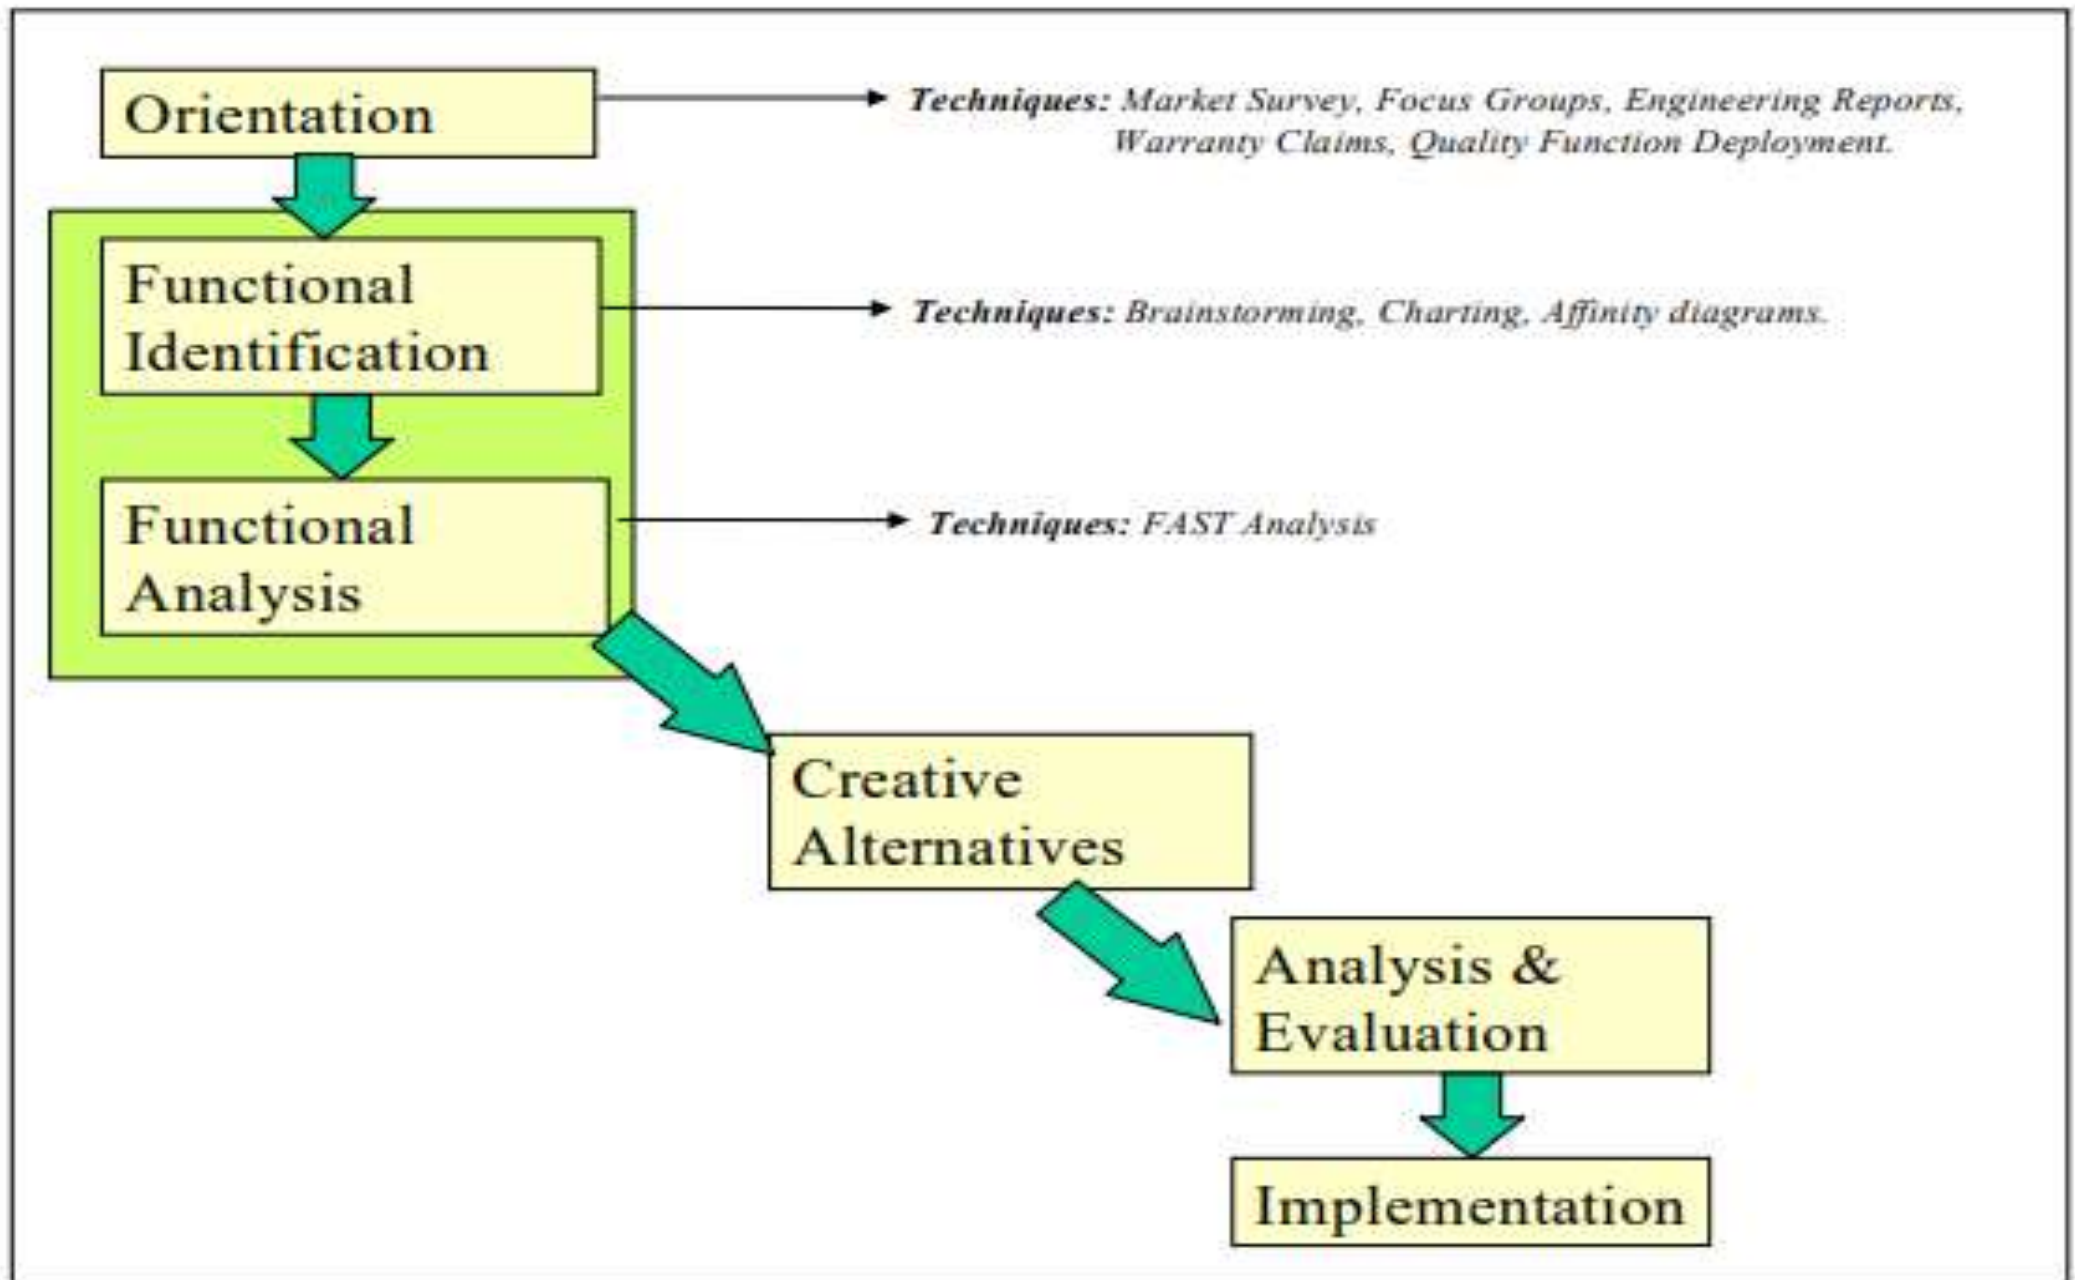 Orientation
Techniques: Market Survey, Focus Groups, Engineering Reports,
Warranty Claims, Quality Function Deployment.
Functional
Identification
Techniques: Brainstorming, Charting, Affinity diagrams.
Functional
Analysis
Techniques: FAST Analysis
Creative
Alternatives
Analysis &
Evaluation
Implementation